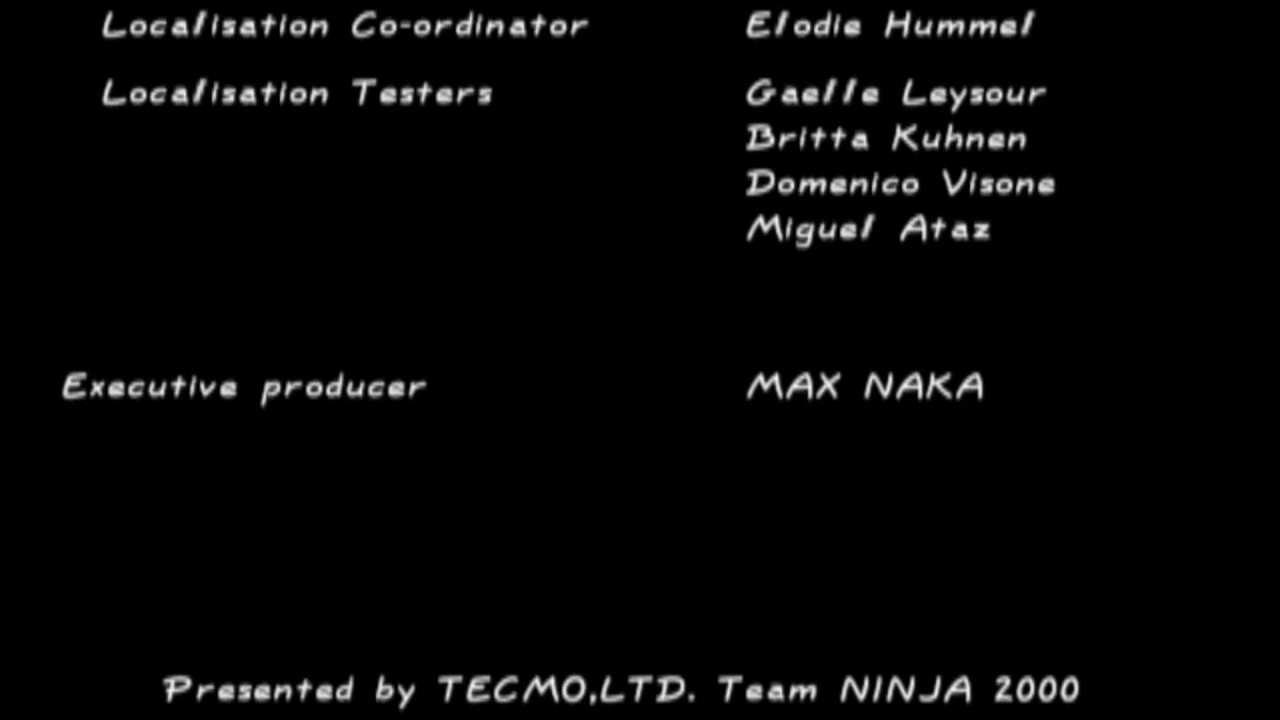 Localisation Co-ordinator Elodie Hummel
Localisation Testers Gaelle Leysour
Britta Kuhnen
Domenico Visone
Miguel Ataz
Executive producer MAX NAKA
Presented by TECMO,LTD. Team NINJA 2000